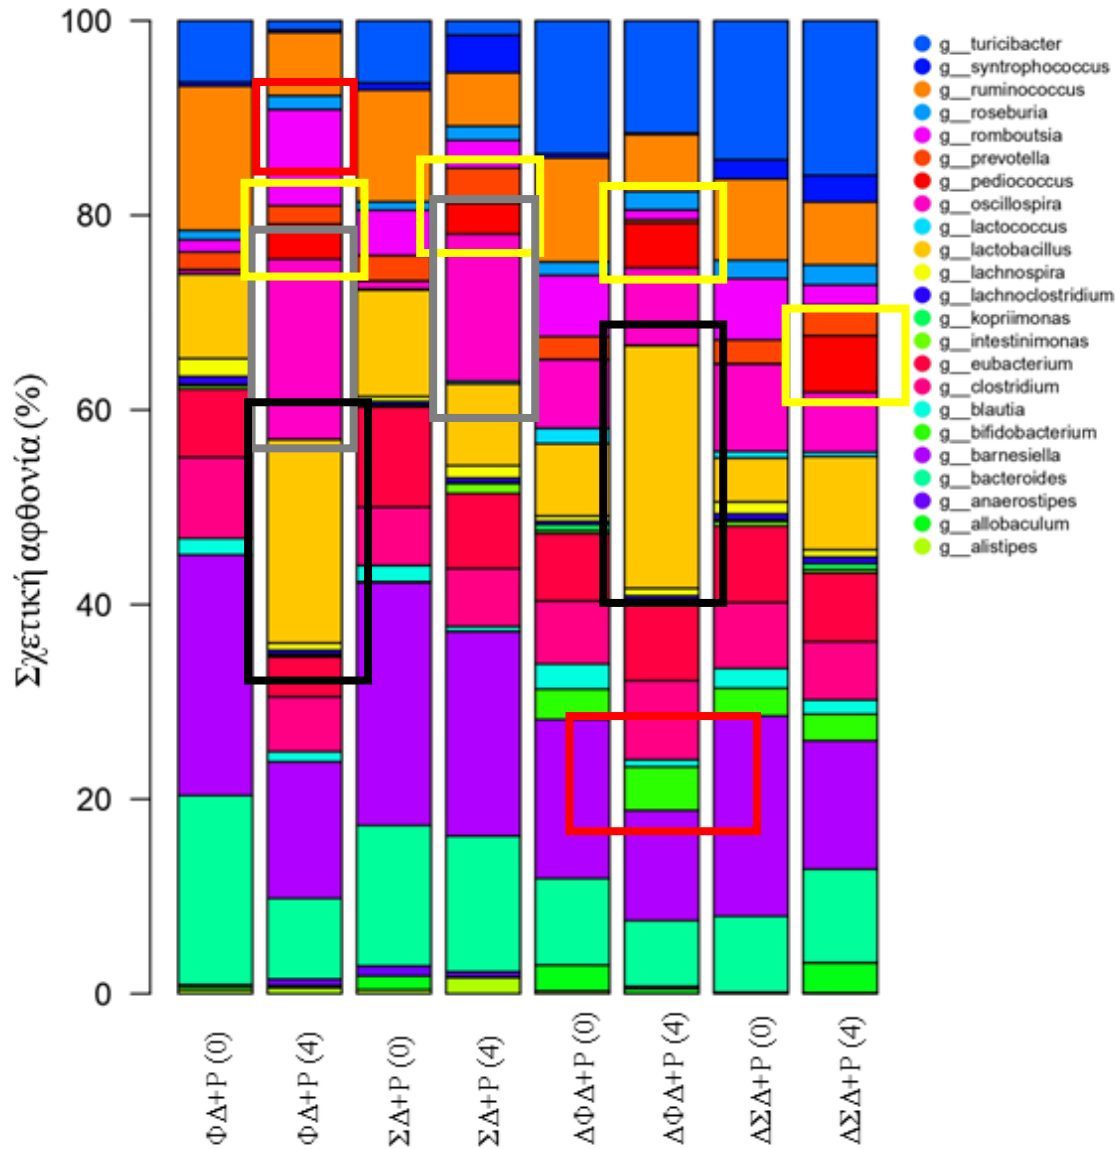 Σχετική αφθονία (%)
100
80
60
40
20
0
ΦΔ+P (0)
ΦΔ+P (4)
ΣΔ+P (0)
ΣΔ+P (4)
ΔΦΔ+P (0)
ΔΦΔ+P (4)
ΔΣΔ+P (0)
ΔΣΔ+P (4)
g__turicibacter
g__syntrophococcus
g__ruminococcus
g__roseburia
g__romboutsia
g__prevotella
g__pediococcus
g__oscillospira
g__lactococcus
g__lactobacillus
g__lachnospira
g__lachnoclostridium
g__kopriimonas
g__intestinimonas
g__eubacterium
g__clostridium
g__blautia
g__bifidobacterium
g__barnesiella
g__bacteroides
g__anaerostipes
g__allobaculum
g__alistipes